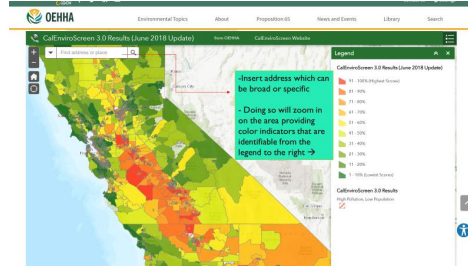 OEHHA
Environmental Topics
About
Proposition 65
News and Events
Library
Search
CalEnviroScreen 3.0 Results (June 2018 Update)
from OEHHA
CalEnviroScreen Website
Find address or place
-Insert address which can
be broad or specific
- Doing so will zoom in
on the area providing
color indicators that are
identifiable from the
legend to the right →
Legend
CalEnviroScreen 3.0 Results (June 2018 Update)
91 - 100% (Highest Scores)
81 - 90%
71 - 80%
61 - 70%
51 - 60%
41 - 50%
31 - 40%
21 - 30%
11 - 20%
1 - 10% (Lowest Scores)
CalEnviroScreen 3.0 Results
High Pollution, Low Population